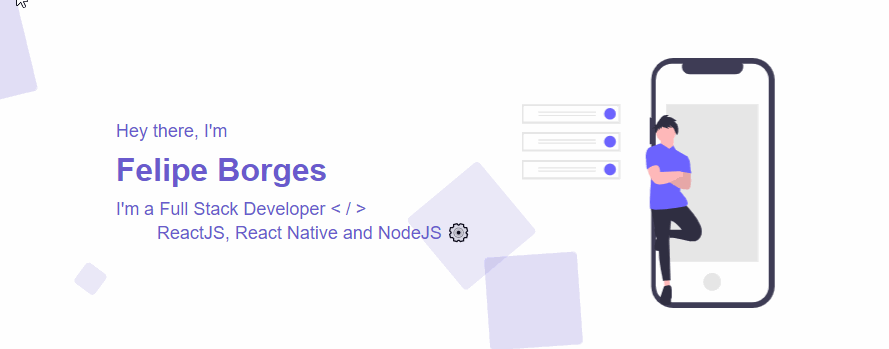 Hey there, I'm
Felipe Borges
I'm a Full Stack Developer < / >
ReactJS, React Native and NodeJS